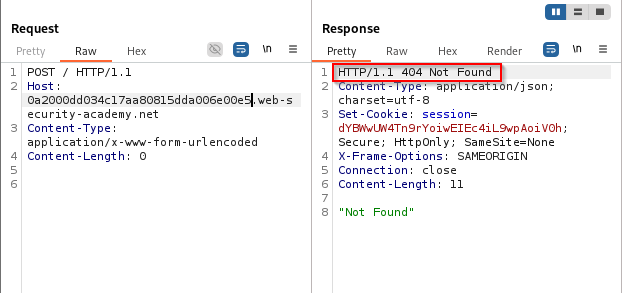 Request
Pretty Raw Hex \n
1 POST / HTTP/1.1
2 Host:
0a2000dd034c17aa80815dda006e00e5.web-s
ecurity-academy.net
3 Content-Type:
application/x-www-form-urlencoded
4 Content-Length: 0
5
6
Response
Pretty Raw Hex Render \n
1 HTTP/1.1 404 Not Found
2 Content-Type: application/json;
charset=utf-8
3 Set-Cookie: session=
dYBWwUW4Tn9rYoiwEIEc4iL9wpAoiV0h;
Secure; HttpOnly; SameSite=None
4 X-Frame-Options: SAMEORIGIN
5 Connection: close
6 Content-Length: 11
7
8 "Not Found"